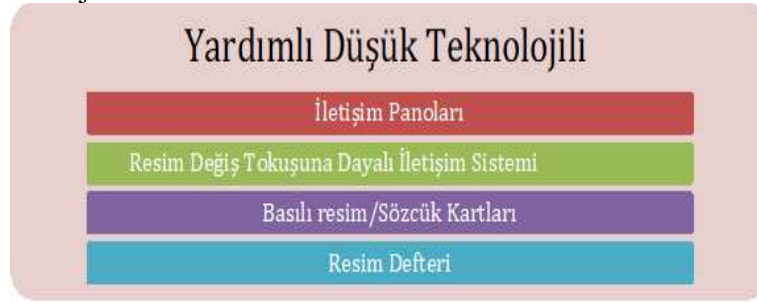 Yardımlı Düşük Teknolojili
İletişim Panoları
Resim Değiş Tokuşuna Dayalı İletişim Sistemi
Basılı resim/Sözcük Kartları
Resim Defteri